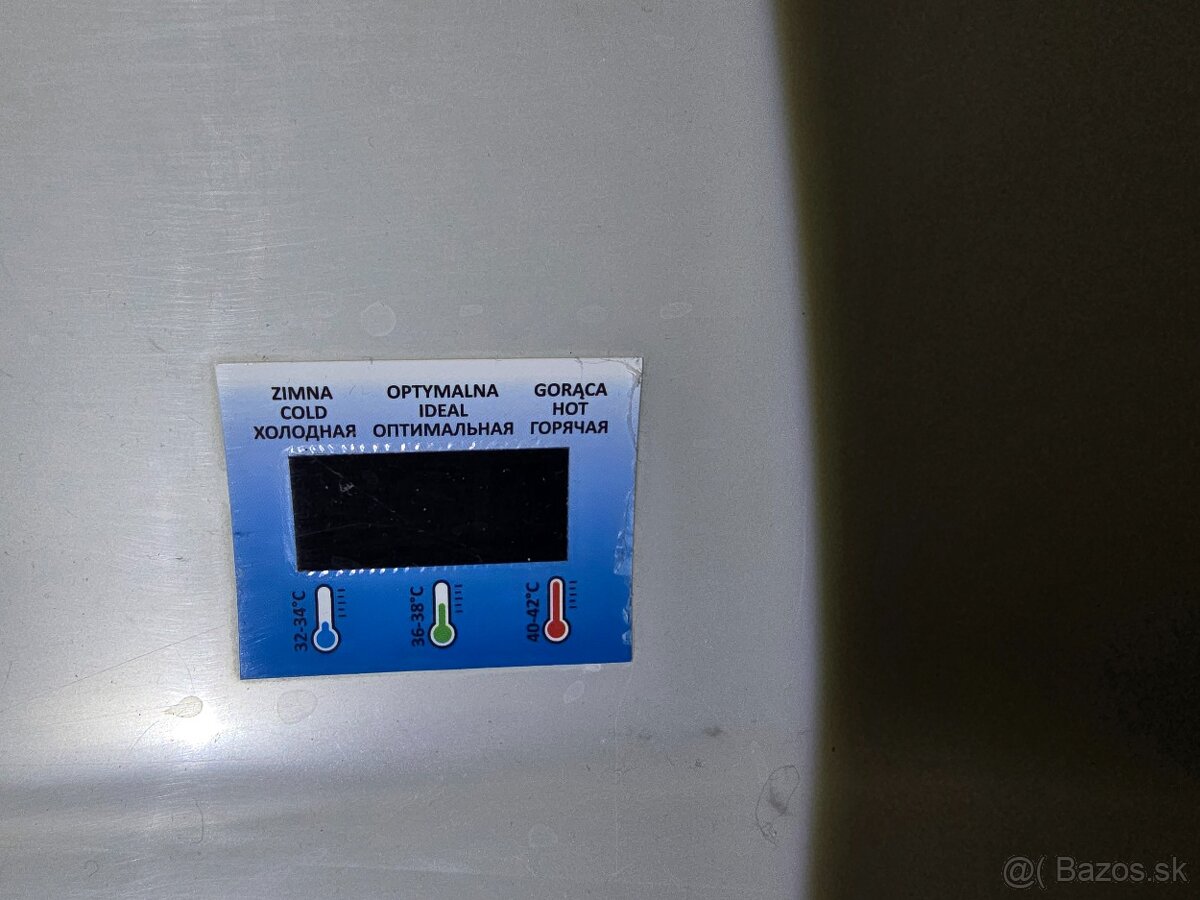 ZIMNA
COLD
ХОЛОДНАЯ
OPTYMALNA
IDEAL
ОПТИМАЛЬНАЯ
GORĄCA
HOT
ГОРЯЧАЯ
32-34°C
36-38°C
40-42°C
@( Bazos.sk